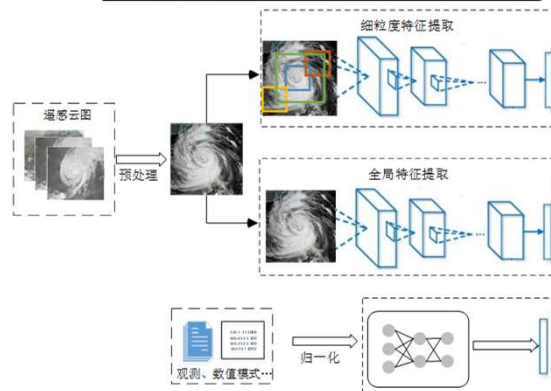 细粒度特征提取
遥感云图
预处理
全局特征提取
观测、数值模式…
归一化